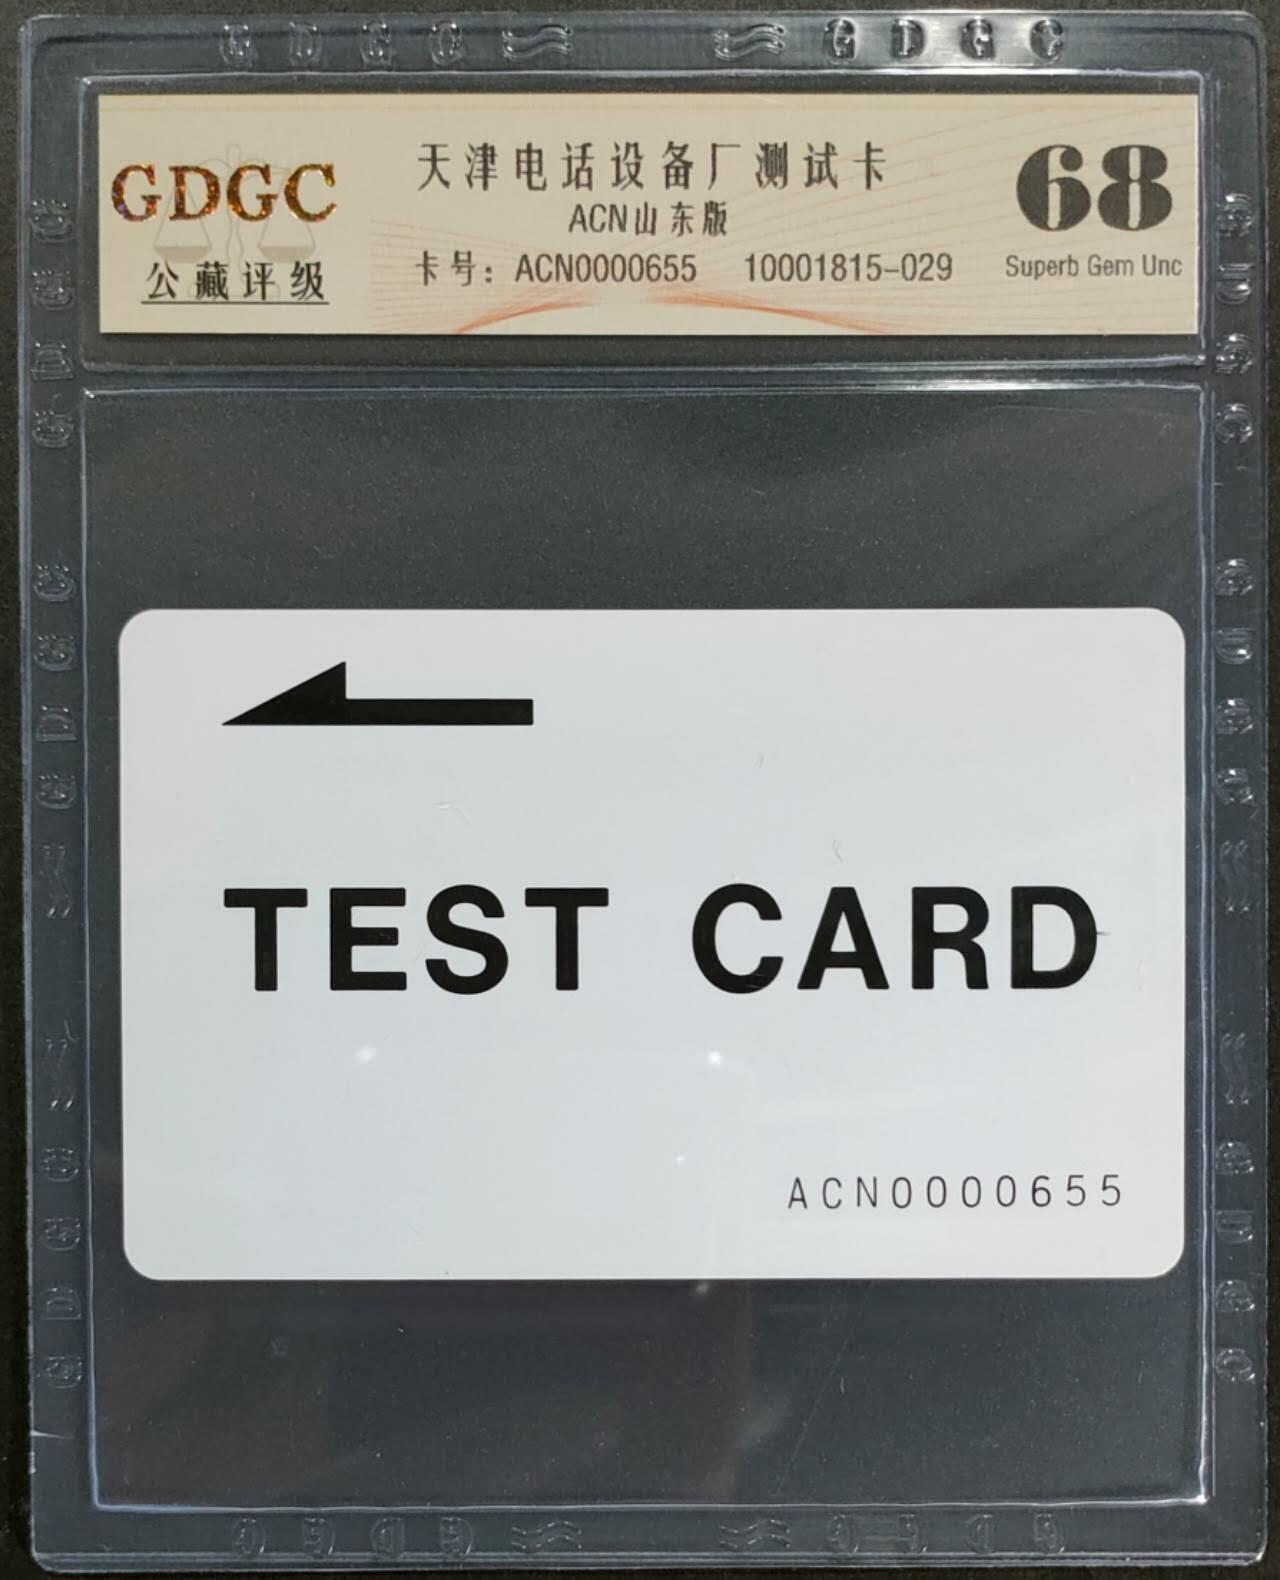 GDGC
公藏评级
天津电话设备厂测试卡
ACN山东版
卡号：ACN0000655 10001815-029
68
Superb Gem Unc
TEST CARD
ACN0000655